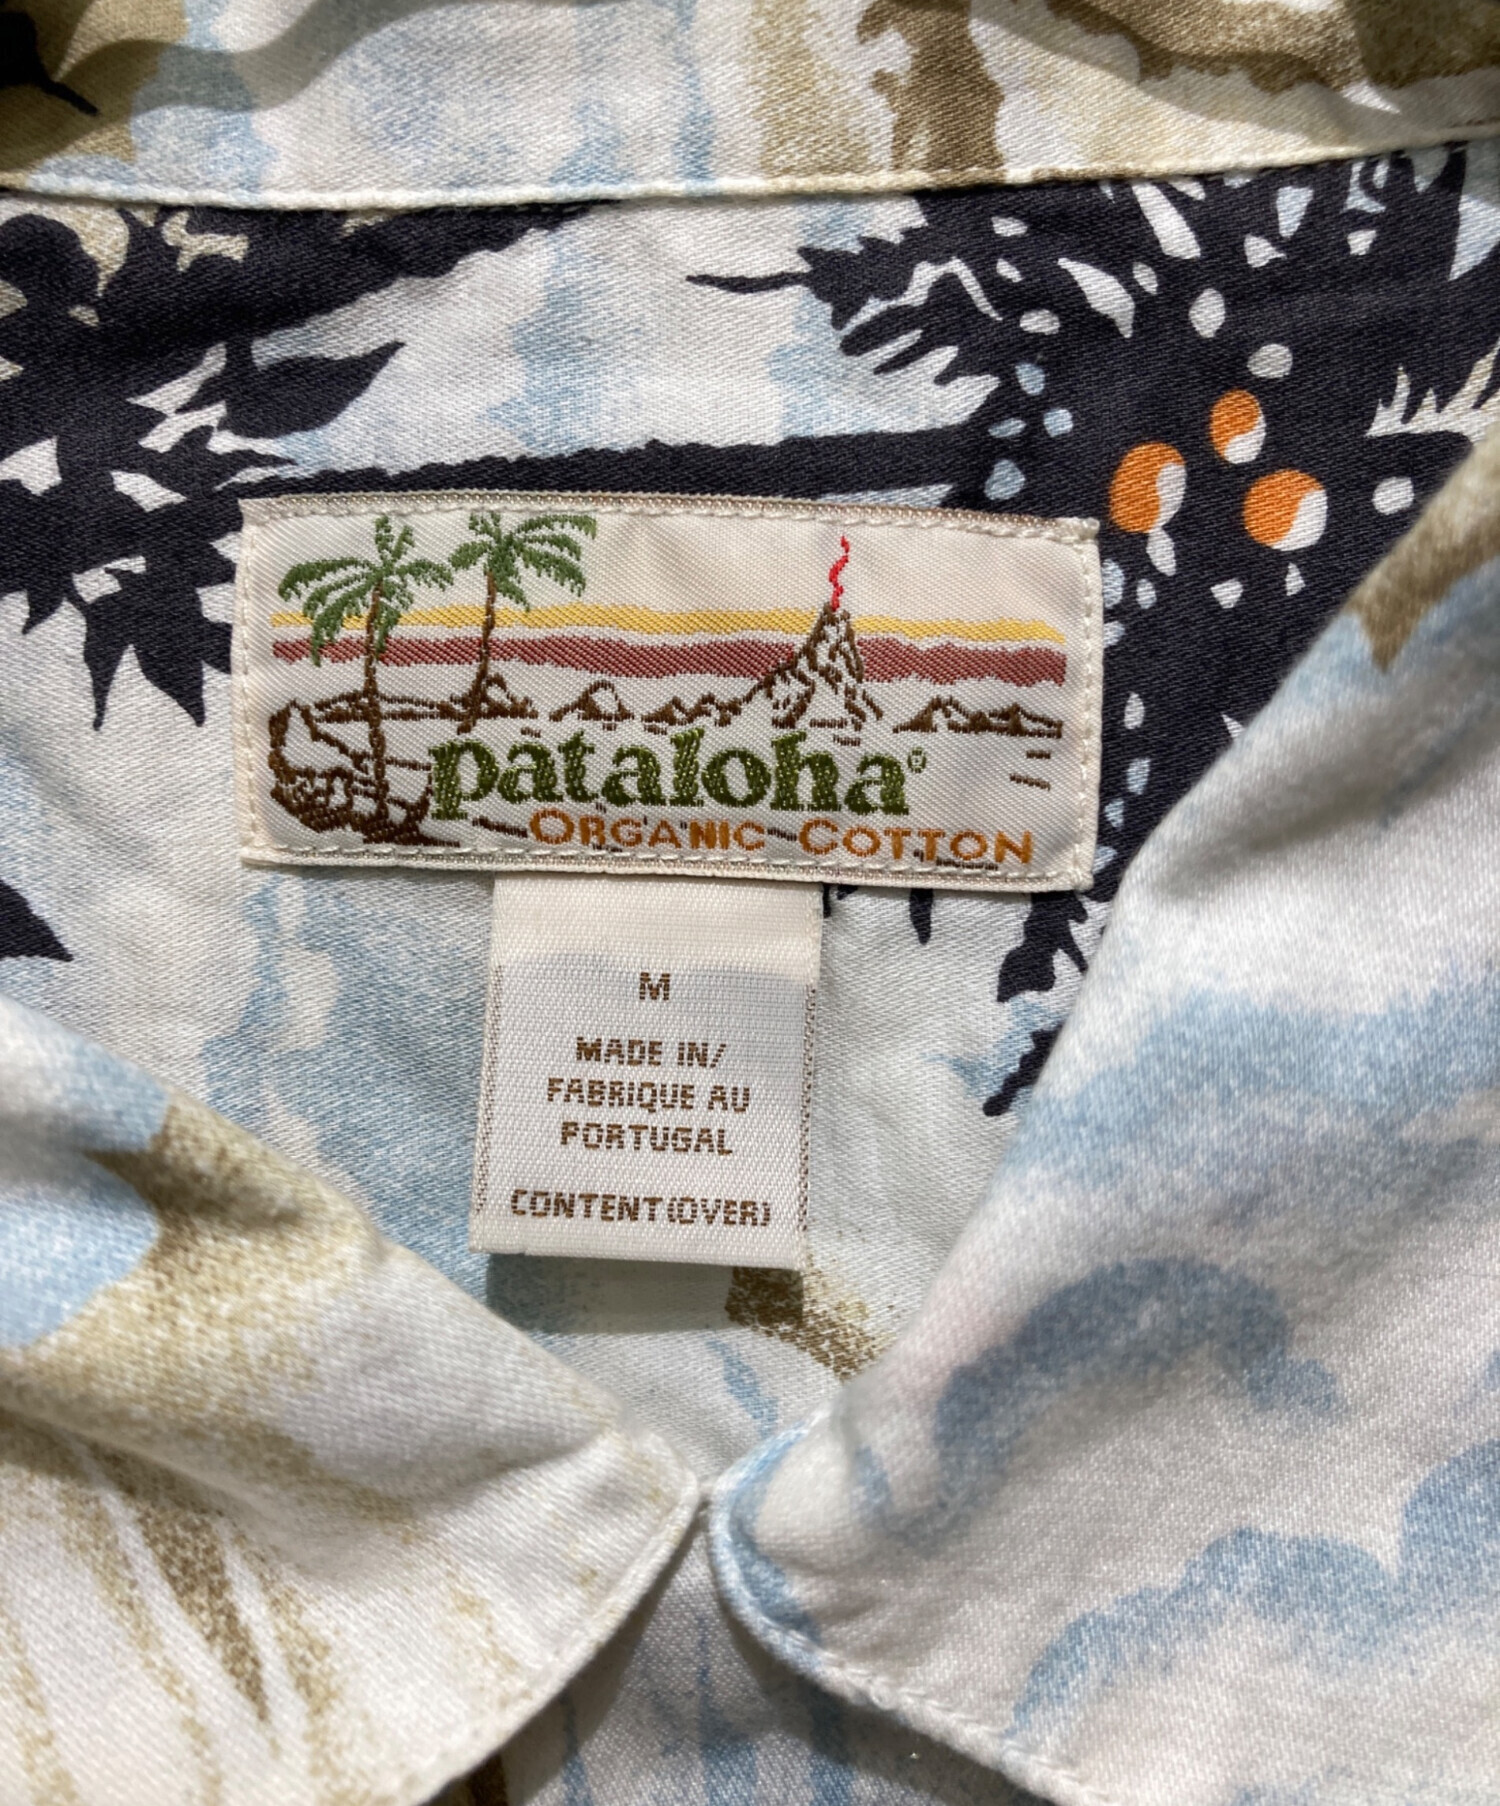 pataloha®
ORGANIC COTTON
M
MADE IN/
FABRIQUE AU
PORTUGAL
CONTENT(OVER)